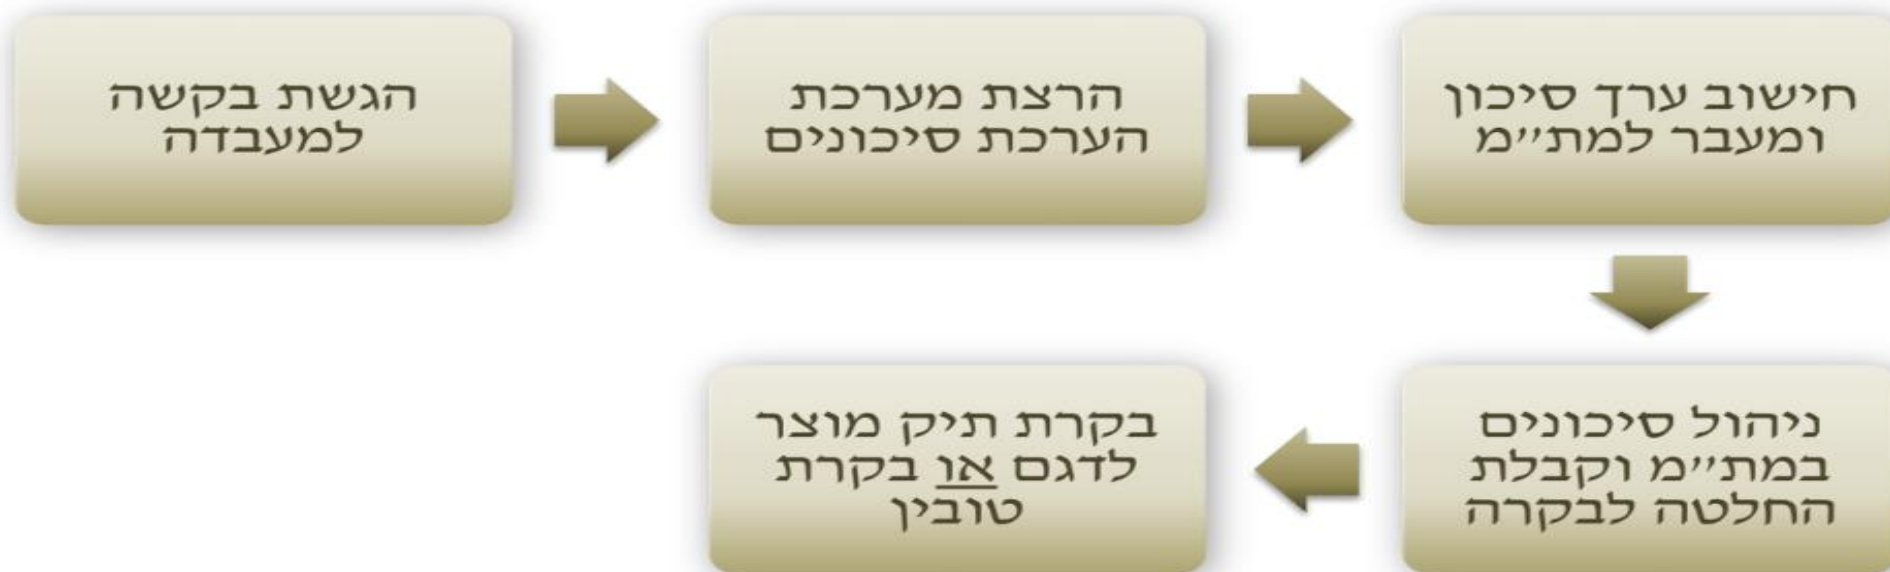 הגשת בקשה
למעבדה
הרצת מערכת
הערכת סיכונים
חישוב ערך סיכון
ומעבר למת״מ
ניהול סיכונים
במת״מ וקבלת
החלטה לבקרה
בקרת תיק מוצר
לדגם או בקרת
טובין